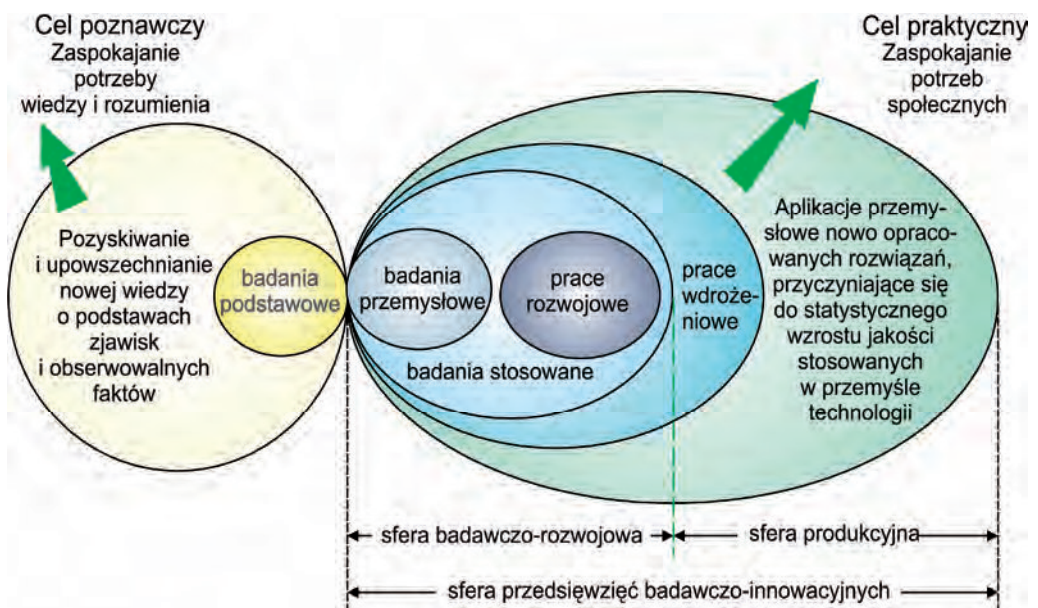 Cel poznawczy
Zaspokajanie
potrzeby
wiedzy i rozumienia
Cel praktyczny
Zaspokajanie
potrzeb
społecznych
Pozyskiwanie
i upowszechnianie
nowej wiedzy
o podstawach
zjawisk
i obserwowalnych
faktów
badania
podstawowe
badania
przemysłowe
prace
rozwojowe
badania stosowane
prace
wdroże-
niowe
Aplikacje przemy-
słowe nowo opraco-
wanych rozwiązań,
przyczyniające się
do statystycznego
wzrostu jakości
stosowanych
w przemyśle
technologii
sfera badawczo-rozwojowa
sfera produkcyjna
sfera przedsięwzięć badawczo-innowacyjnych